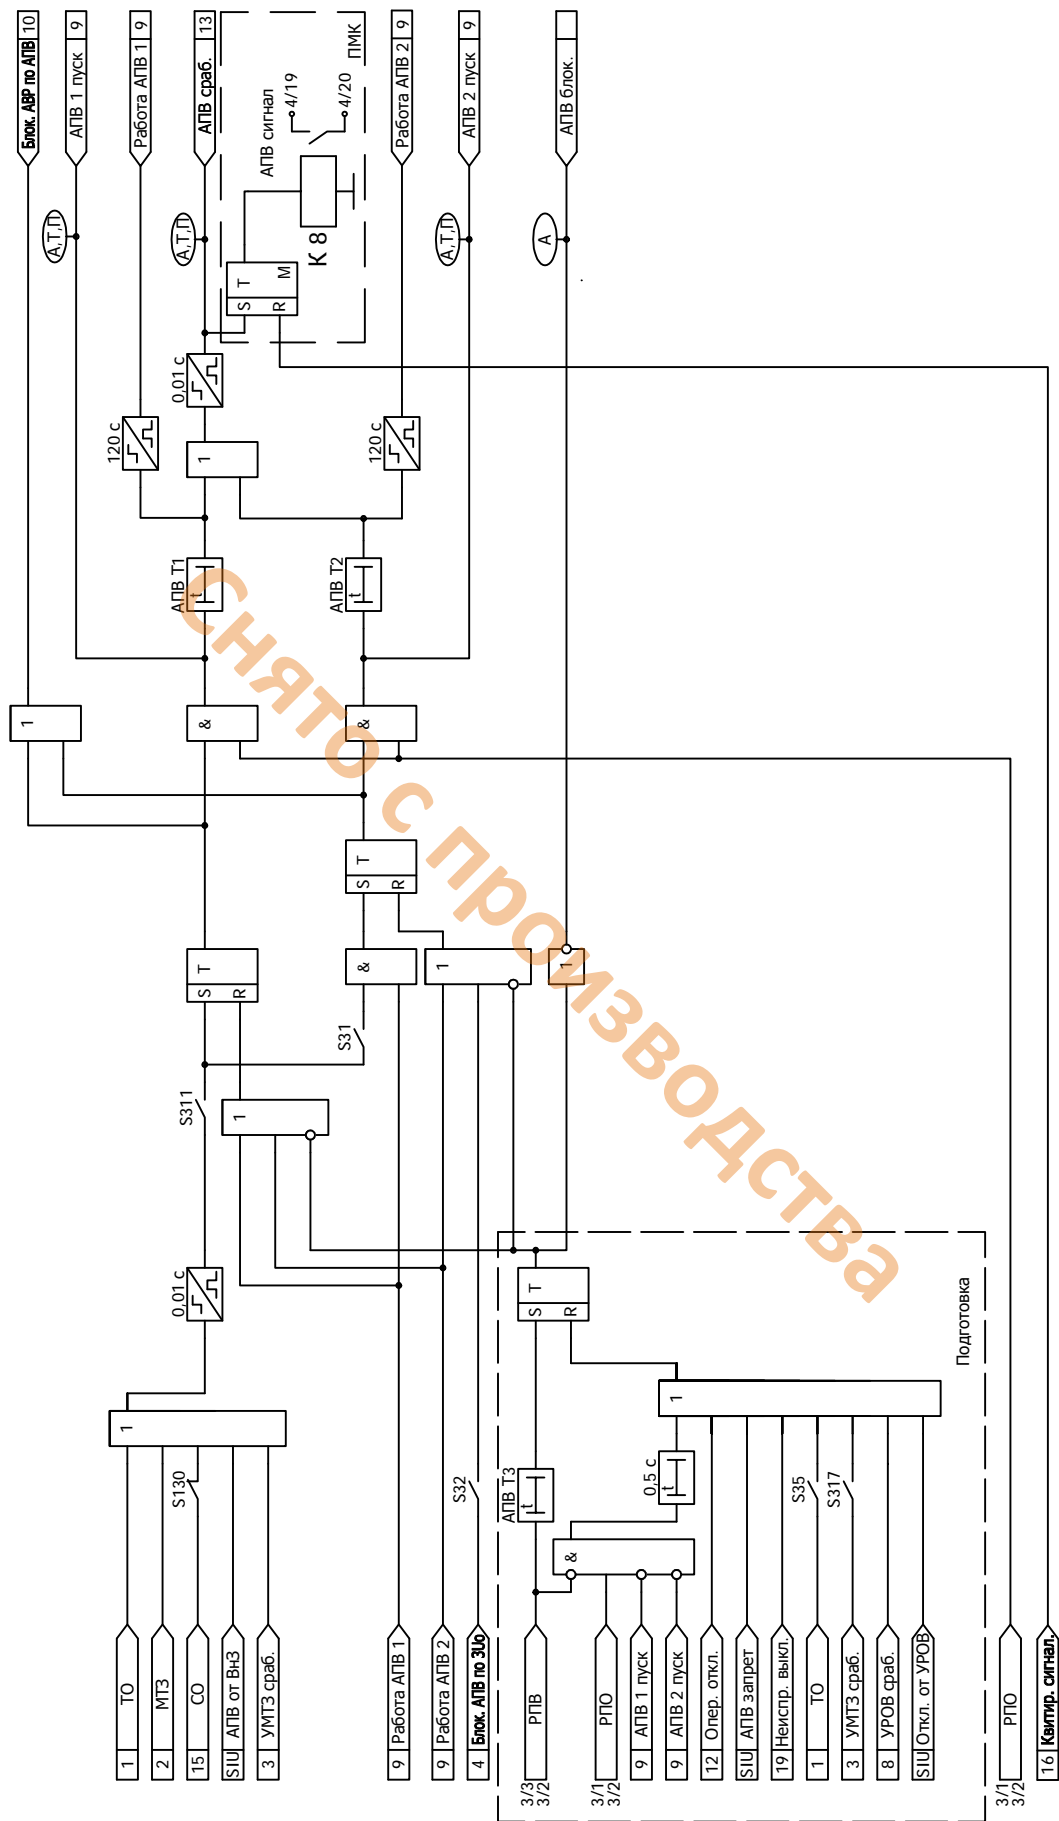 Блок. АВР по АПВ 10
АПВ 1 пуск 9
Работа АПВ 1 9
АПВ сраб. 13
ПМК
АПВ сигнал
4/19
4/20
Работа АПВ 2 9
АПВ 2 пуск 9
АПВ блок.
А,Т,П
А,Т,П
А,Т,П
А
К 8
S T
R M
0,01 с
120 с
120 с
1
АПВ Т1
t
АПВ Т2
t
1
&
&
S T
R
S T
R
&
1
1
S31
S311
1
0,01 с
1
S130
S32
S T
R
Подготовка
1
АПВ Т3
t
0,5 с
t
S35
S317
&
1 ТО
2 МТЗ
15 СО
SIU АПВ от ВнЗ
3 УМТЗ сраб.
9 Работа АПВ 1
9 Работа АПВ 2
4 Блок. АПВ по 3Uo
3/3
3/2
РПВ
3/1
3/2
РПО
9 АПВ 1 пуск
9 АПВ 2 пуск
12 Опер. откл.
SIU АПВ запрет
19 Неиспр. выкл.
1 ТО
3 УМТЗ сраб.
8 УРОВ сраб.
SIU Откл. от УРОВ
3/1
3/2
РПО
16 Квитир. сигнал.
Снято с производства